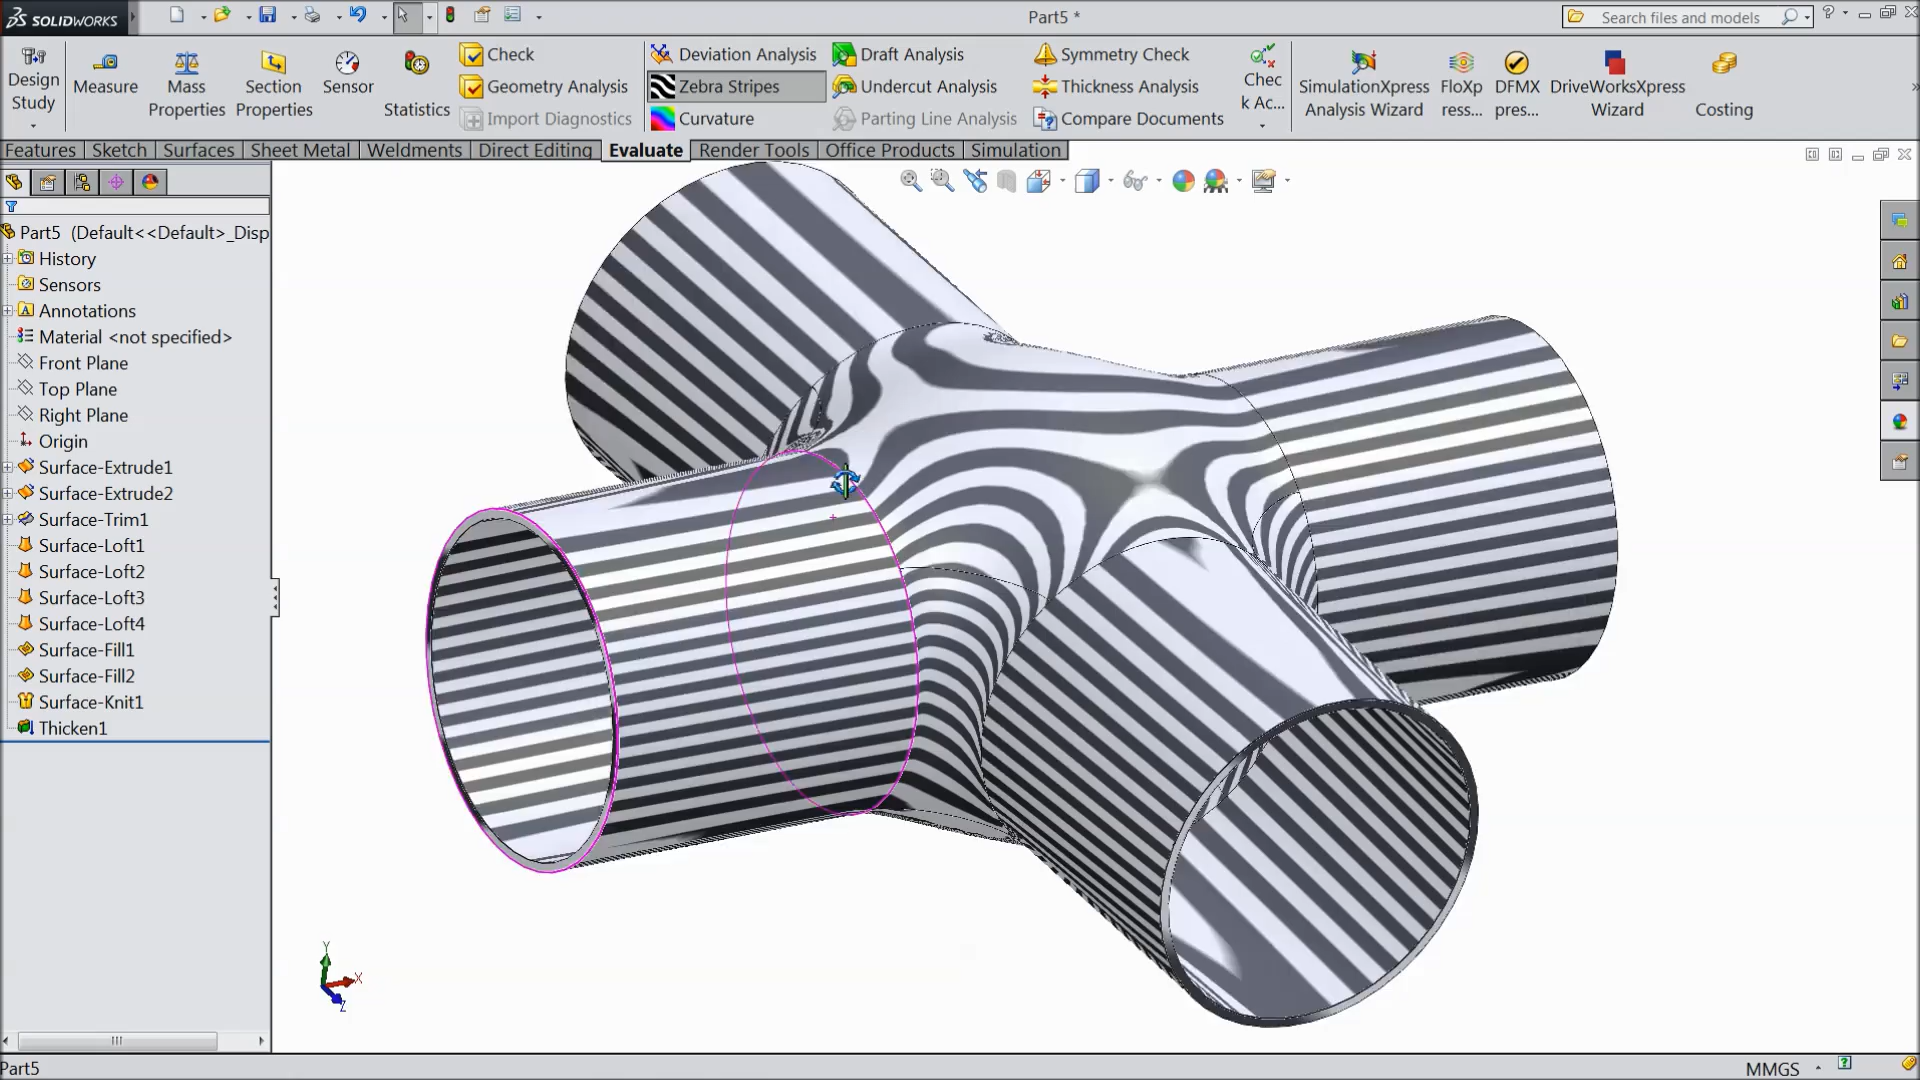 SOLIDWORKS
Part5 *
Search files and models
Design Study
Measure
Mass Properties
Section Properties
Sensor
Statistics
Check
Geometry Analysis
Import Diagnostics
Deviation Analysis
Zebra Stripes
Curvature
Draft Analysis
Undercut Analysis
Parting Line Analysis
Symmetry Check
Thickness Analysis
Compare Documents
Chec
k Ac...
SimulationXpress
Analysis Wizard
FloXp
ress...
DFMX
pres...
DriveWorksXpress
Wizard
Costing
Features
Sketch
Surfaces
Sheet Metal
Weldments
Direct Editing
Evaluate
Render Tools
Office Products
Simulation
Part5 (Default<<Default>_Disp
History
Sensors
Annotations
Material <not specified>
Front Plane
Top Plane
Right Plane
Origin
Surface-Extrude1
Surface-Extrude2
Surface-Trim1
Surface-Loft1
Surface-Loft2
Surface-Loft3
Surface-Loft4
Surface-Fill1
Surface-Fill2
Surface-Knit1
Thicken1
Y
X
Z
Part5
MMGS